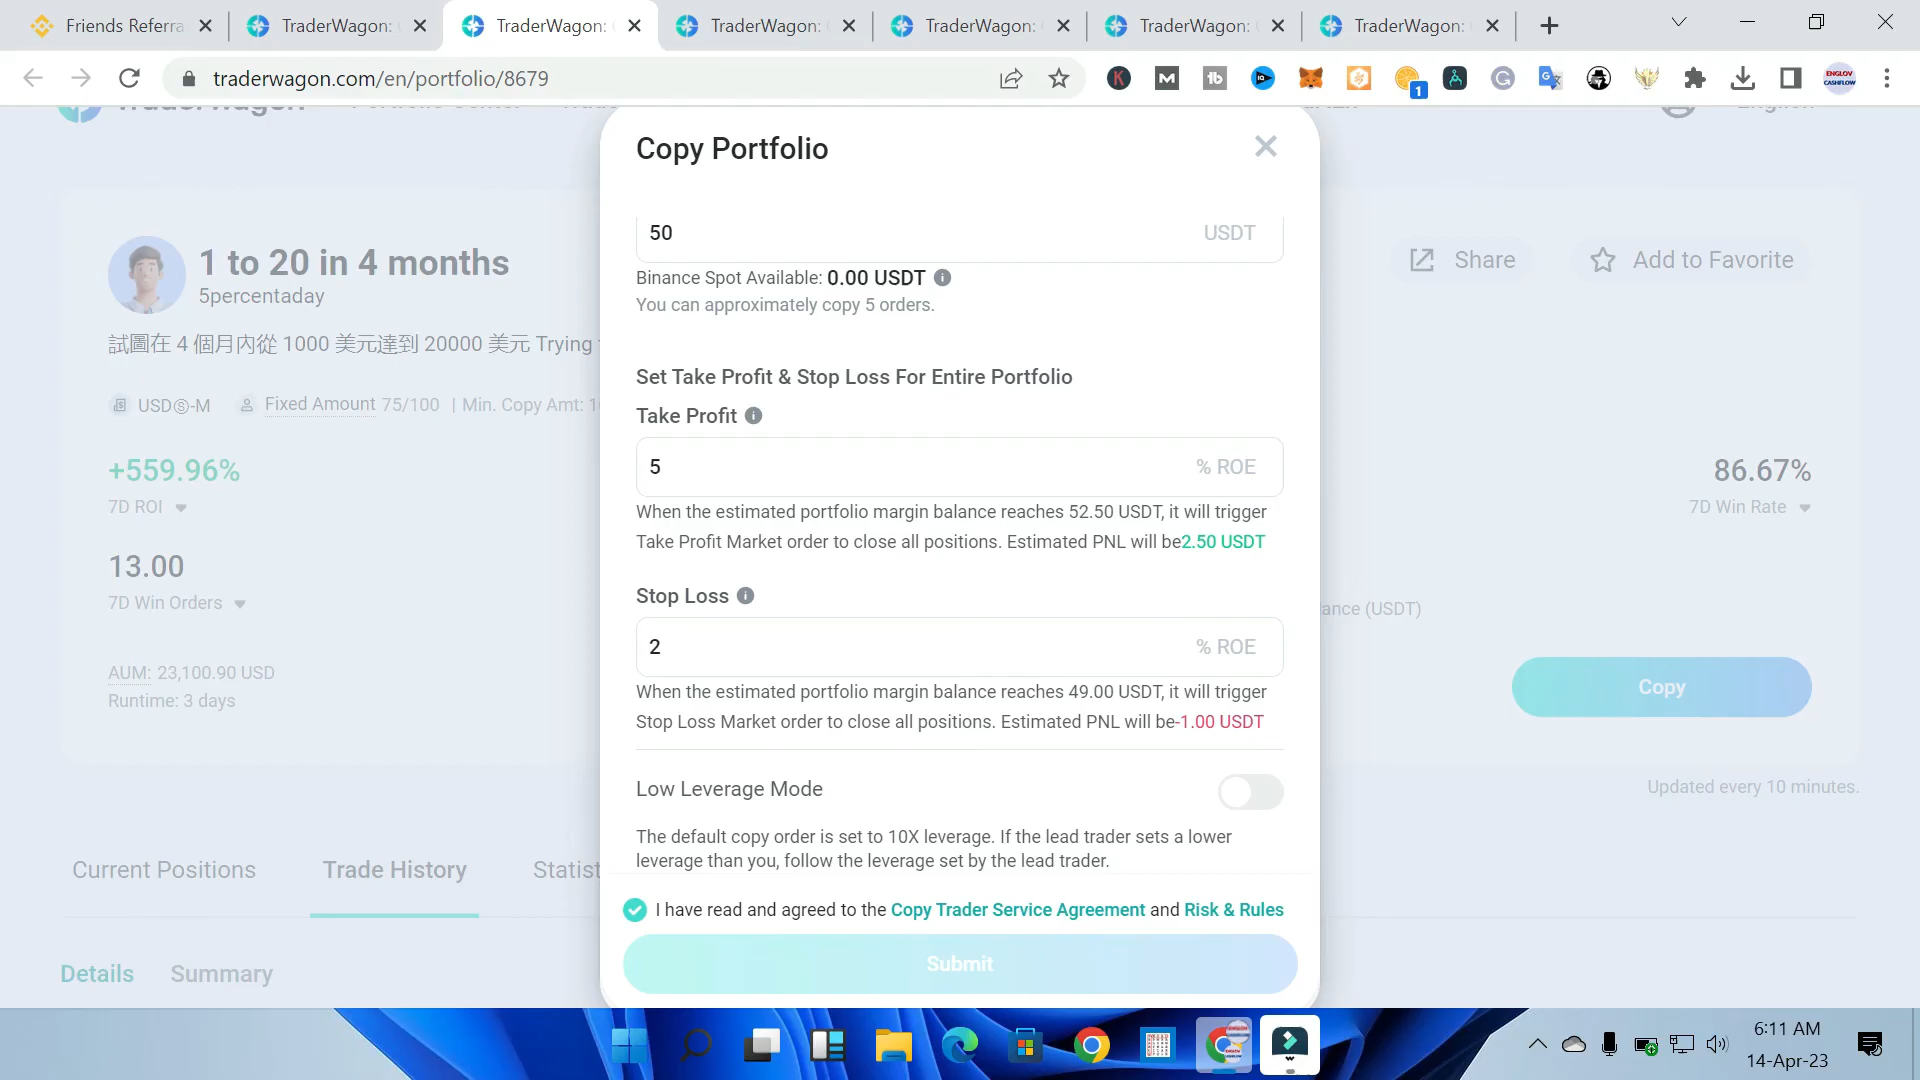 Friends Referra
TraderWagon:
TraderWagon:
TraderWagon:
TraderWagon:
TraderWagon:
TraderWagon:
traderwagon.com/en/portfolio/8679
1
Copy Portfolio
50 USDT
Binance Spot Available: 0.00 USDT
You can approximately copy 5 orders.
Set Take Profit & Stop Loss For Entire Portfolio
Take Profit
5 % ROE
When the estimated portfolio margin balance reaches 52.50 USDT, it will trigger
Take Profit Market order to close all positions. Estimated PNL will be2.50 USDT
Stop Loss
2 % ROE
When the estimated portfolio margin balance reaches 49.00 USDT, it will trigger
Stop Loss Market order to close all positions. Estimated PNL will be-1.00 USDT
Low Leverage Mode
The default copy order is set to 10X leverage. If the lead trader sets a lower
leverage than you, follow the leverage set by the lead trader.
I have read and agreed to the Copy Trader Service Agreement and Risk & Rules
Submit
1 to 20 in 4 months
5percentaday
試圖在 4 個月內從 1000 美元達到 20000 美元 Trying
USDⓈ-M Fixed Amount 75/100 | Min. Copy Amt:
+559.96%
7D ROI
13.00
7D Win Orders
AUM: 23,100.90 USD
Runtime: 3 days
Share
Add to Favorite
86.67%
7D Win Rate
ance (USDT)
Copy
Updated every 10 minutes.
Current Positions
Trade History
Statist
Details
Summary
6:11 AM
14-Apr-23